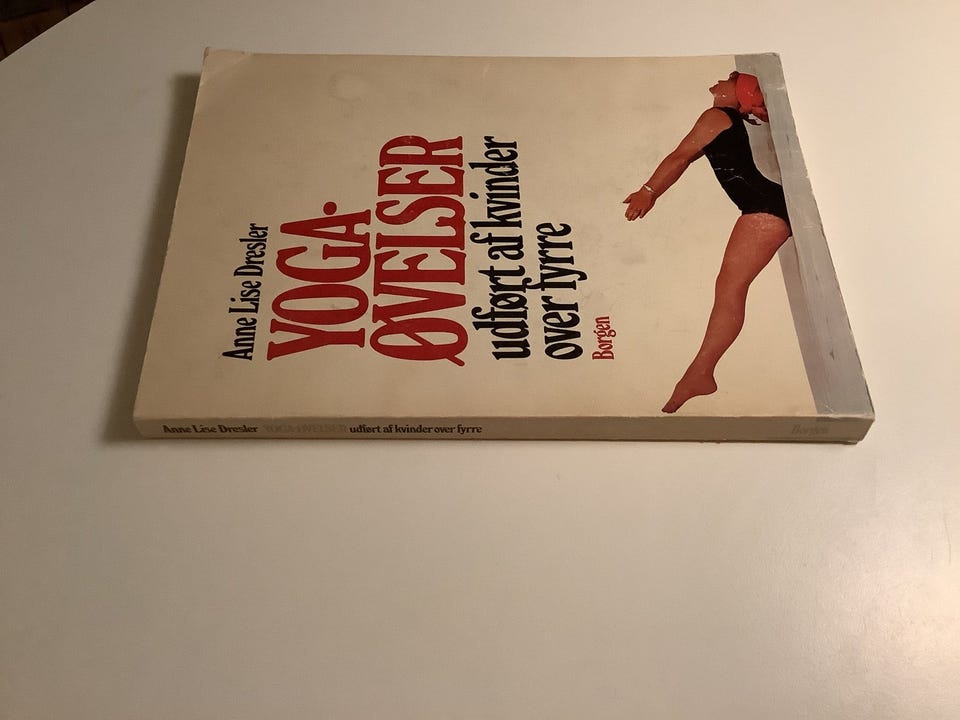 Anne Lise Dresler
YOGA-
ØVELSER
udført af kvinder
over fyrre
Borgen
Anne Lise Dresler YOGA-ØVELSER udført af kvinder over fyrre Borgen